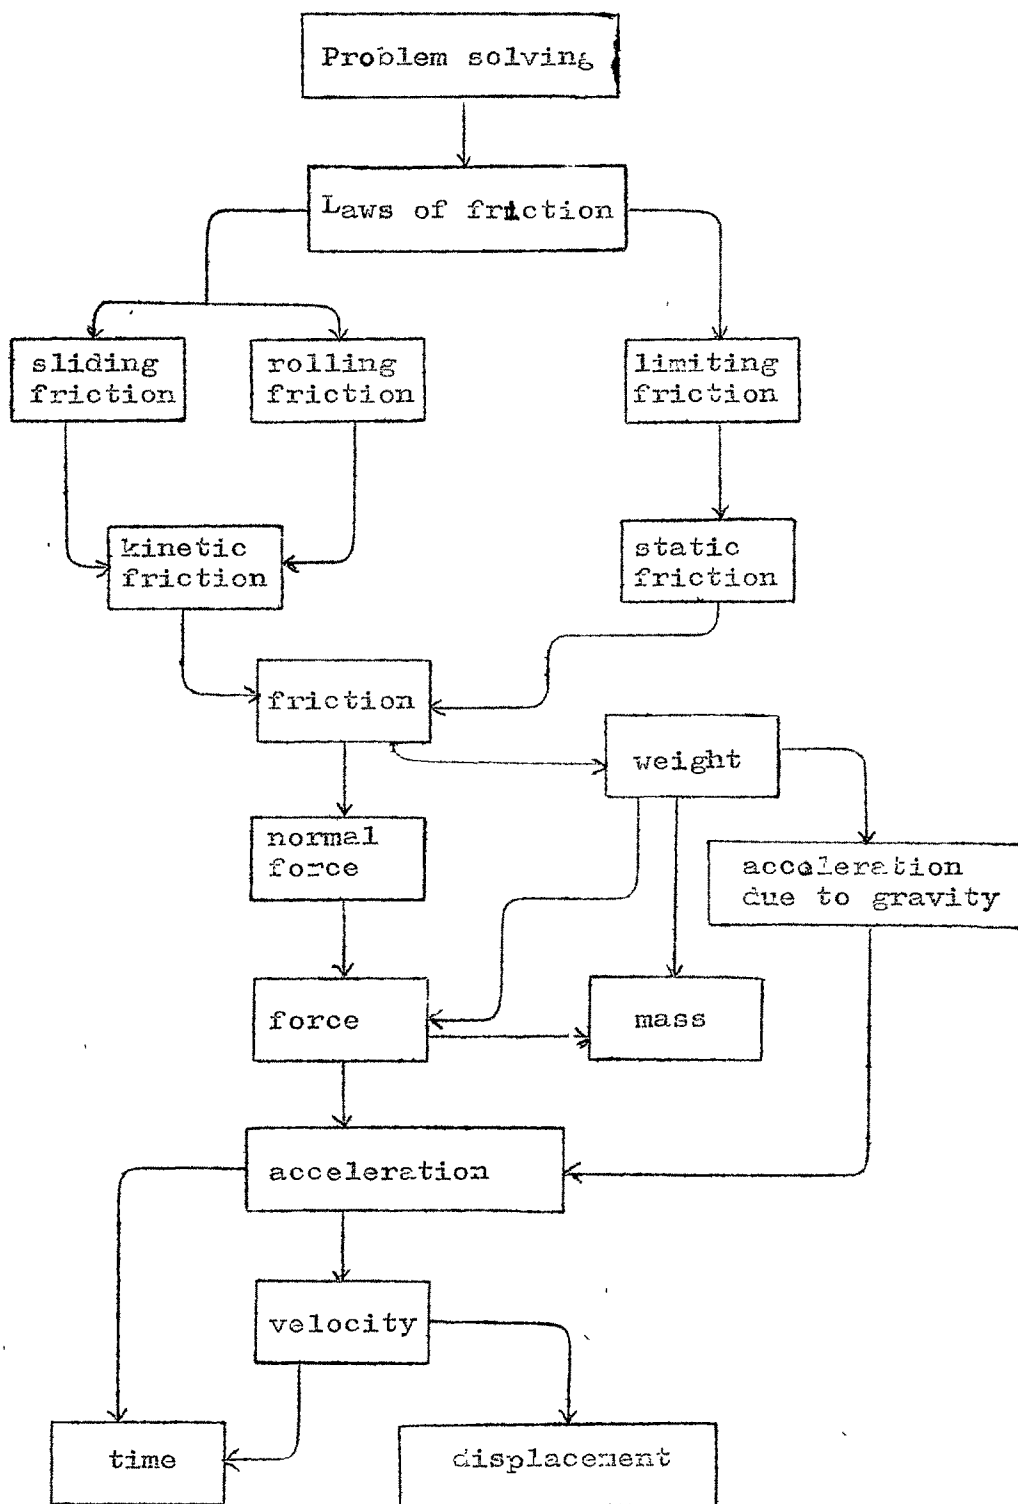 Problem solving
Laws of friction
sliding
friction
rolling
friction
limiting
friction
kinetic
friction
static
friction
friction
weight
normal
force
acceleration
due to gravity
force
mass
acceleration
velocity
time
displacement